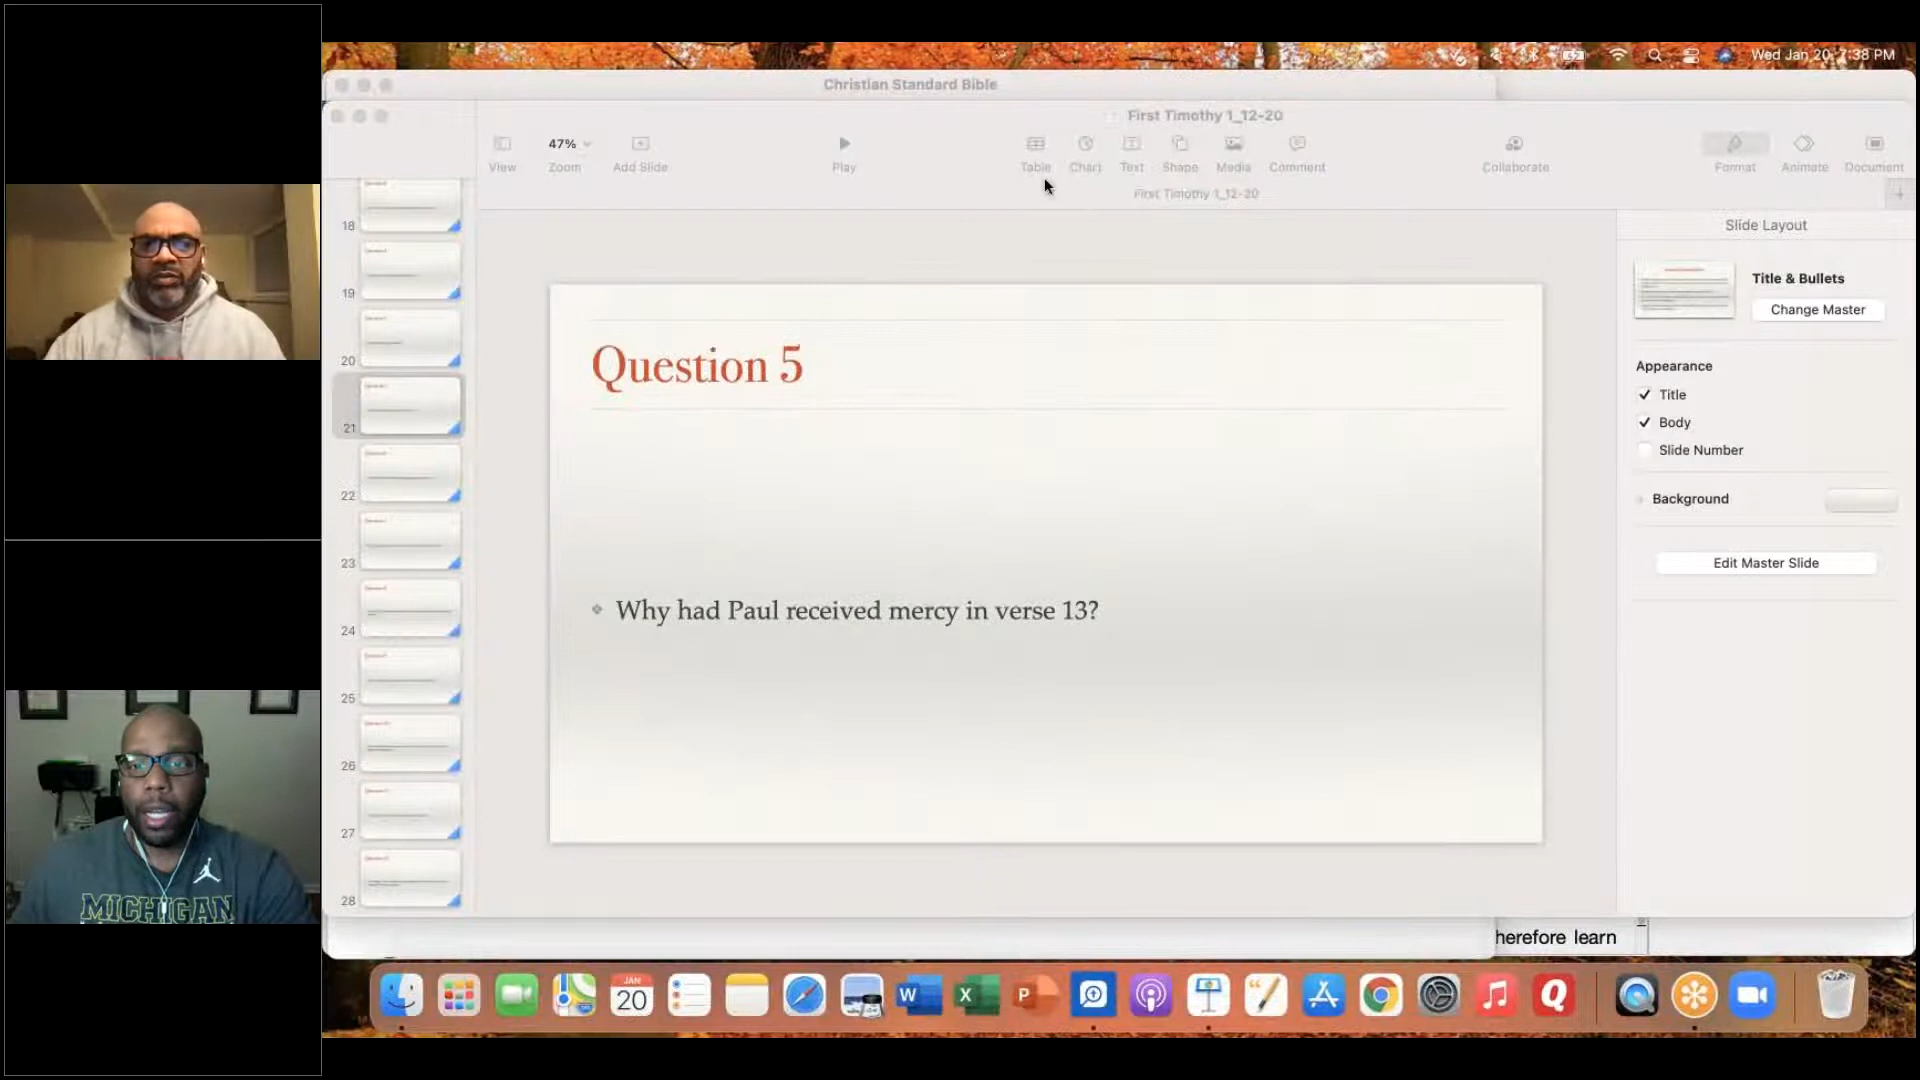 Wed Jan 20 7:38 PM
Christian Standard Bible
First Timothy 1_12-20
View
47%
Zoom
Add Slide
Play
Table
Chart
Text
Shape
Media
Comment
Collaborate
Format
Animate
Document
First Timothy 1_12-20
18
19
20
21
22
23
24
25
26
27
28
Question 5
Why had Paul received mercy in verse 13?
Slide Layout
Title & Bullets
Change Master
Appearance
Title
Body
Slide Number
Background
Edit Master Slide
herefore learn
MICHIGAN
JAN
20
W
X
P
Q